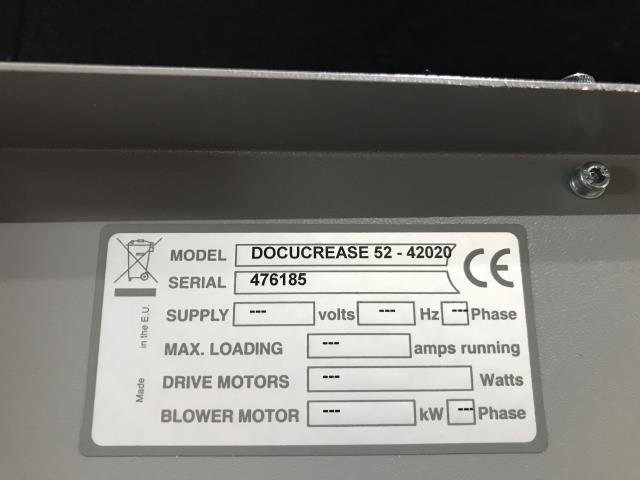 MODEL DOCUCREASE 52 - 42020 CE
SERIAL 476185
SUPPLY --- volts --- Hz --- Phase
MAX. LOADING --- amps running
DRIVE MOTORS --- Watts
BLOWER MOTOR --- kW --- Phase
Made in the E.U.